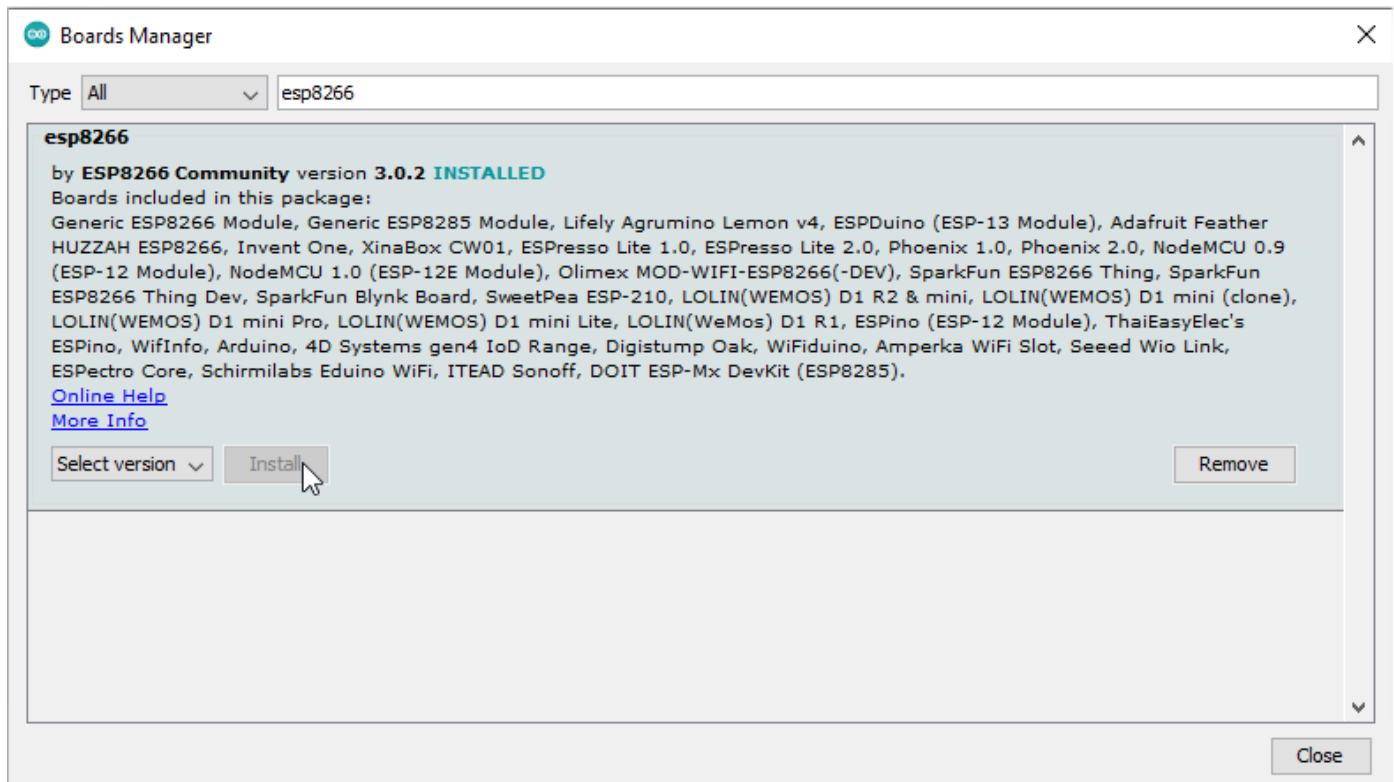 Boards Manager
Type All esp8266
esp8266
by ESP8266 Community version 3.0.2 INSTALLED
Boards included in this package:
Generic ESP8266 Module, Generic ESP8285 Module, Lifely Agrumino Lemon v4, ESPDuino (ESP-13 Module), Adafruit Feather
HUZZAH ESP8266, Invent One, XinaBox CW01, ESPresso Lite 1.0, ESPresso Lite 2.0, Phoenix 1.0, Phoenix 2.0, NodeMCU 0.9
(ESP-12 Module), NodeMCU 1.0 (ESP-12E Module), Olimex MOD-WIFI-ESP8266(-DEV), SparkFun ESP8266 Thing, SparkFun
ESP8266 Thing Dev, SparkFun Blynk Board, SweetPea ESP-210, LOLIN(WEMOS) D1 R2 & mini, LOLIN(WEMOS) D1 mini (clone),
LOLIN(WEMOS) D1 mini Pro, LOLIN(WEMOS) D1 mini Lite, LOLIN(WeMos) D1 R1, ESPino (ESP-12 Module), ThaiEasyElec's
ESPino, WifInfo, Arduino, 4D Systems gen4 IoD Range, Digistump Oak, WiFiduino, Amperka WiFi Slot, Seeed Wio Link,
ESPectro Core, Schirmilabs Eduino WiFi, ITEAD Sonoff, DOIT ESP-Mx DevKit (ESP8285).
Online Help
More Info
Select version Install Remove
Close